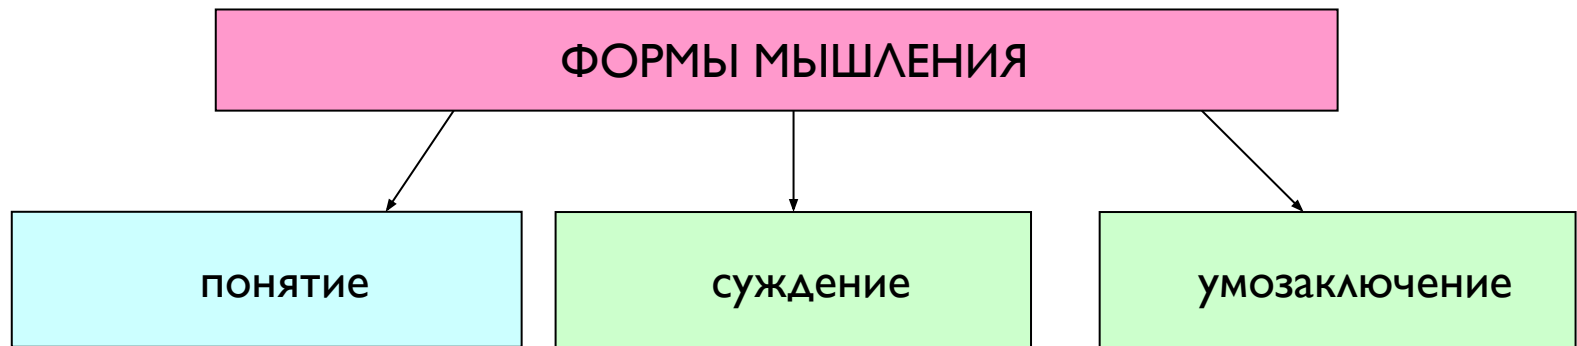 ФОРМЫ МЫШЛЕНИЯ
понятие
суждение
умозаключение